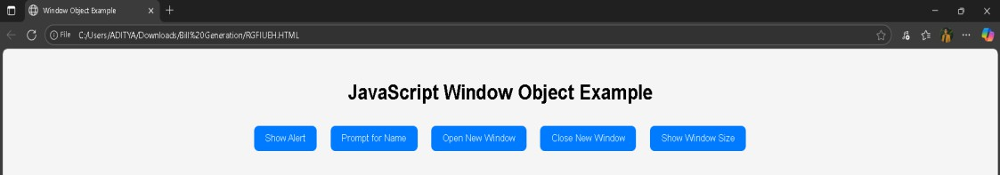 Window Object Example
File C:/Users/ADITYA/Downloads/Bill%20Generation/RGFIUEH.HTML
JavaScript Window Object Example
Show Alert Prompt for Name Open New Window Close New Window Show Window Size